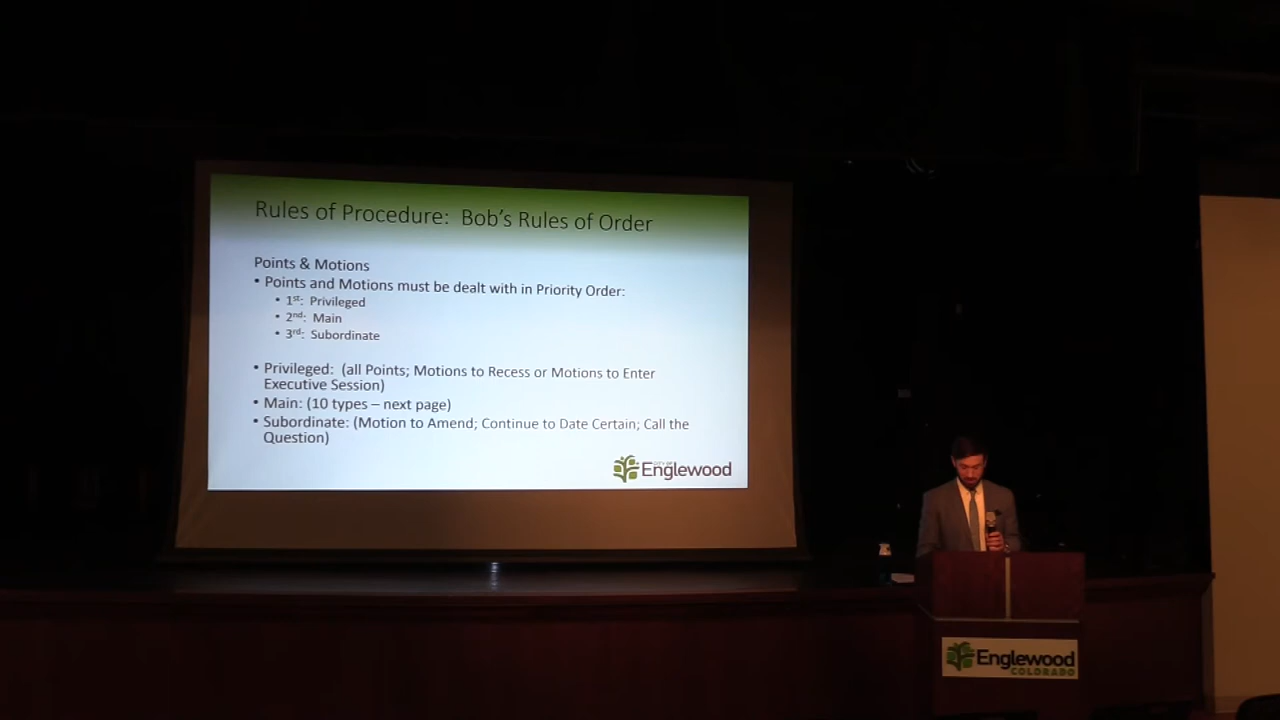 Rules of Procedure: Bob's Rules of Order
Points & Motions
• Points and Motions must be dealt with in Priority Order:
• 1st: Privileged
• 2nd: Main
• 3rd: Subordinate
• Privileged: (all Points; Motions to Recess or Motions to Enter
Executive Session)
• Main: (10 types – next page)
• Subordinate: (Motion to Amend; Continue to Date Certain; Call the
Question)
CITY OF
Englewood
Englewood
COLORADO